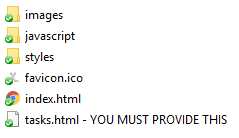 images
javascript
styles
favicon.ico
index.html
tasks.html - YOU MUST PROVIDE THIS